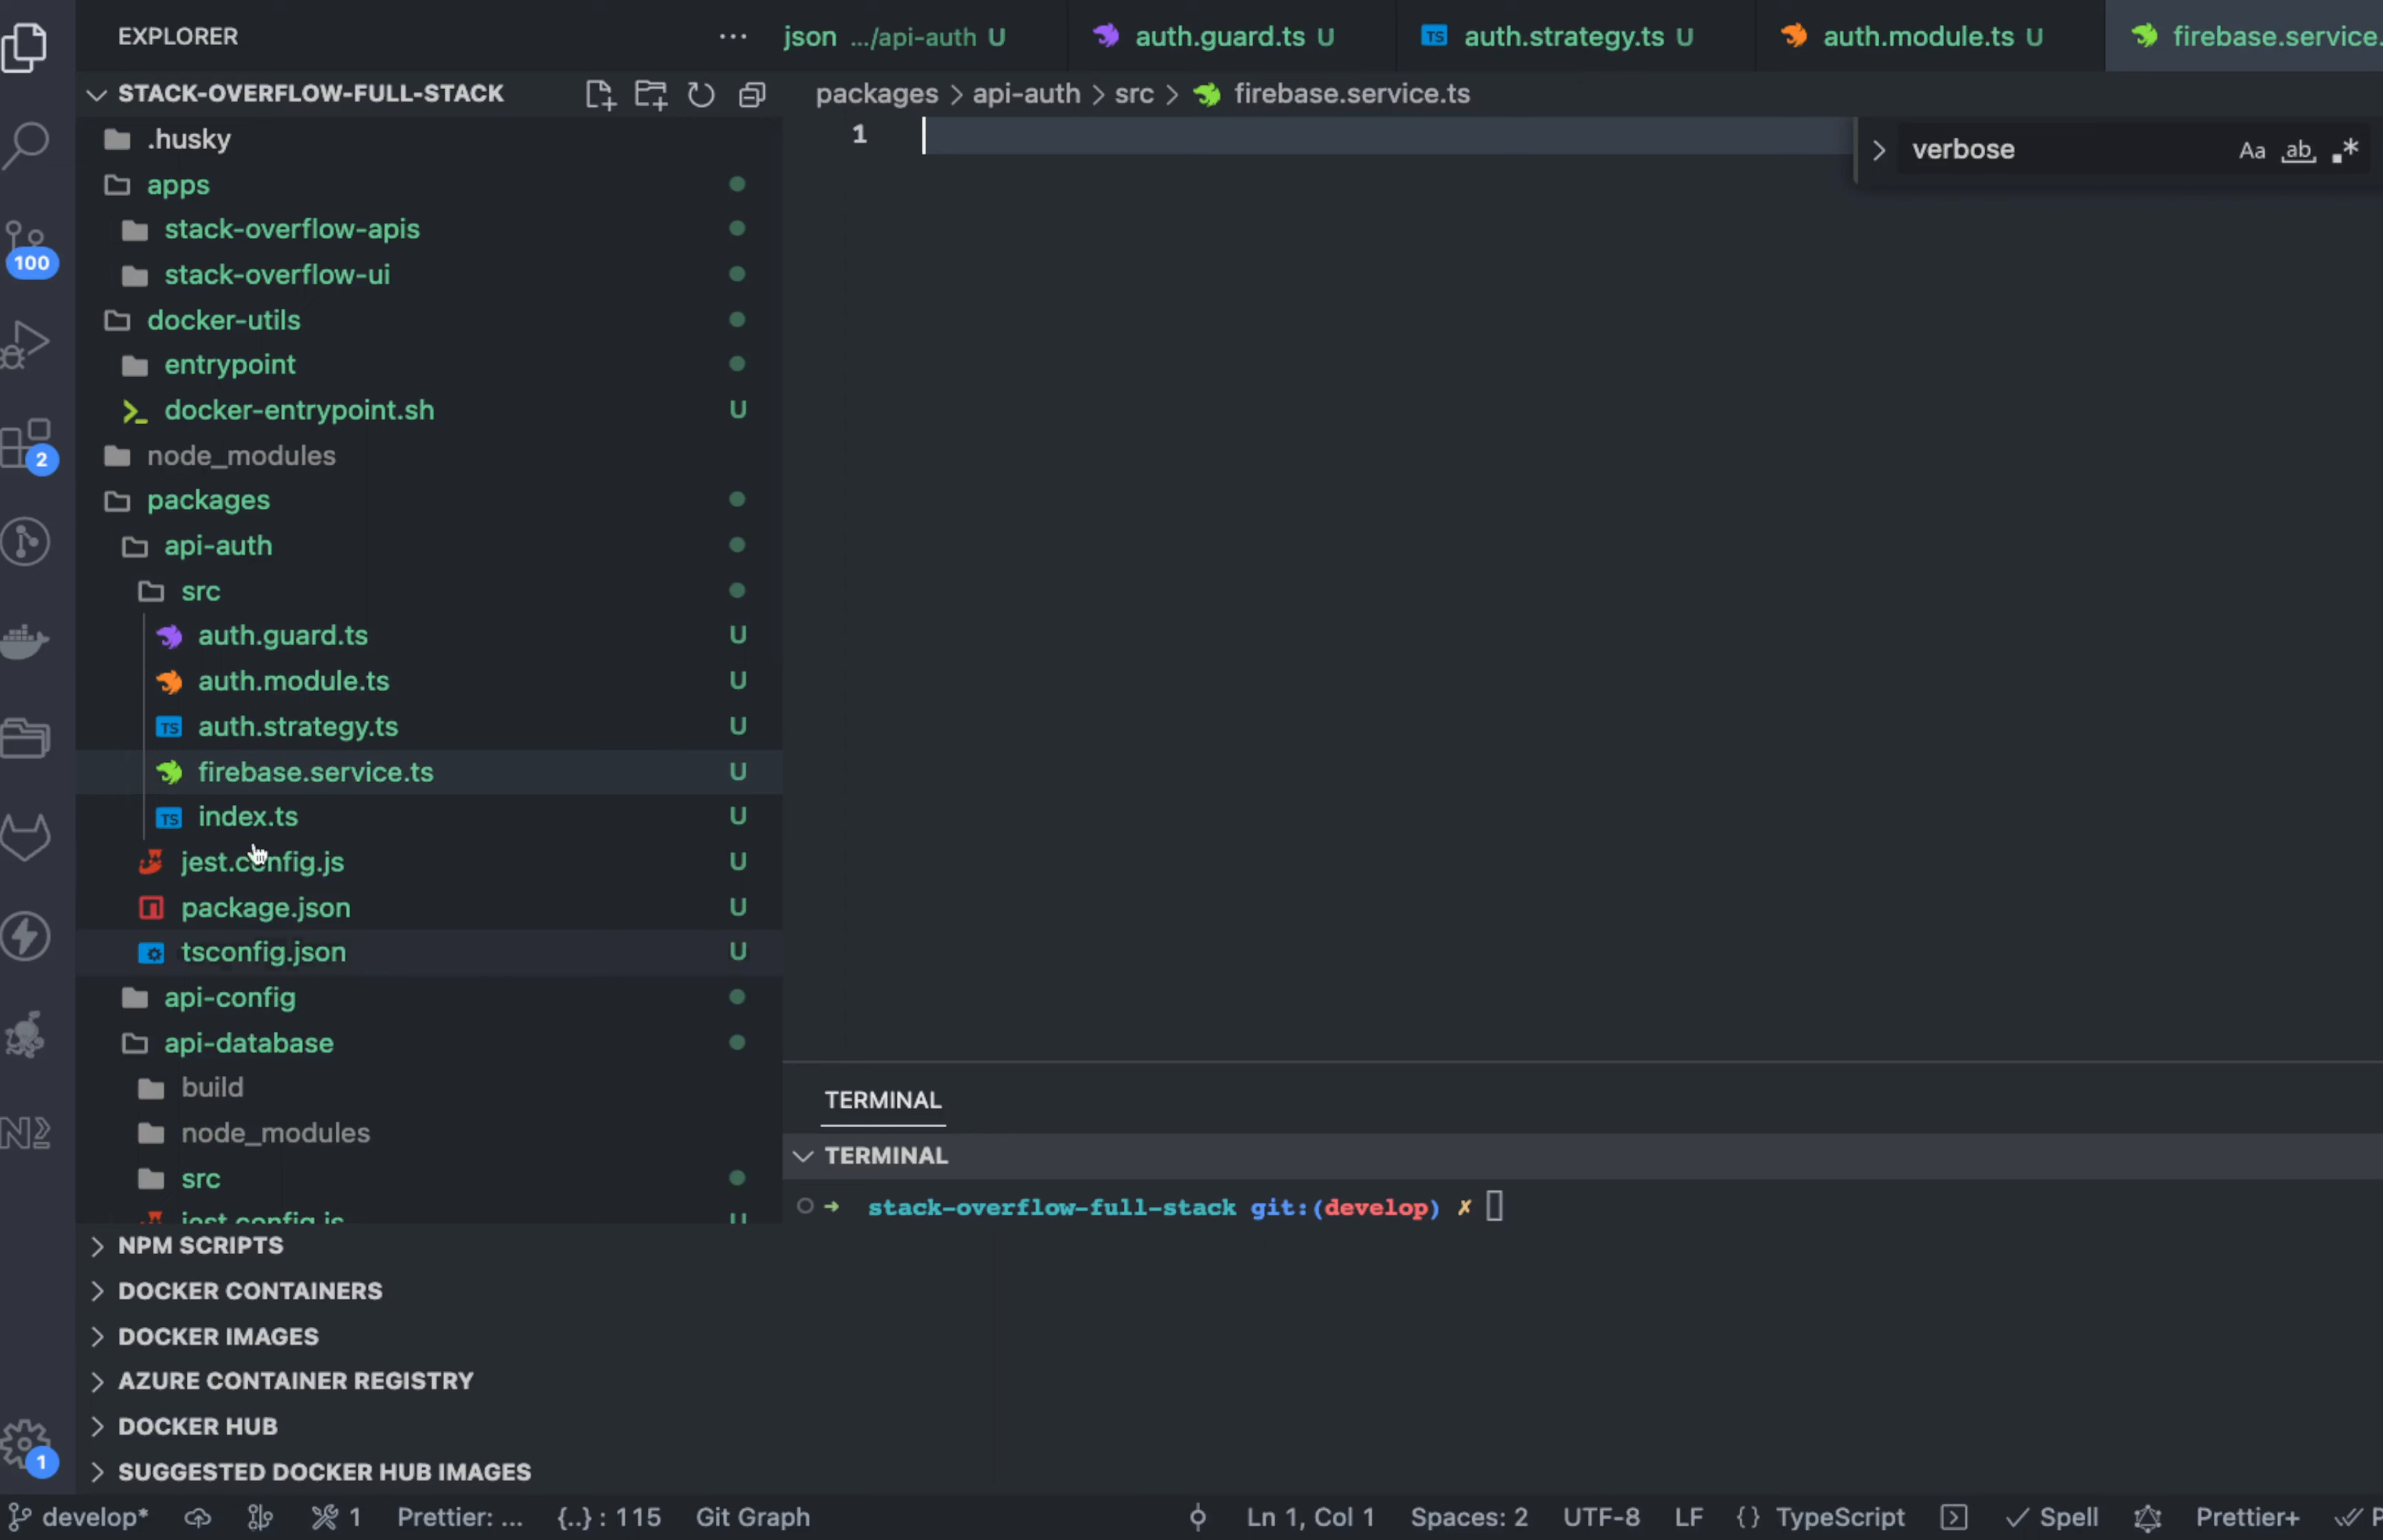 EXPLORER
json .../api-auth U
auth.guard.ts U
TS auth.strategy.ts U
auth.module.ts U
firebase.service.
STACK-OVERFLOW-FULL-STACK
packages > api-auth > src > firebase.service.ts
1
verbose
Aa ab
.husky
apps
stack-overflow-apis
100
stack-overflow-ui
docker-utils
entrypoint
docker-entrypoint.sh U
2
node_modules
packages
api-auth
src
auth.guard.ts U
auth.module.ts U
TS auth.strategy.ts U
firebase.service.ts U
TS index.ts U
jest.config.js U
package.json U
tsconfig.json U
api-config
api-database
build
node_modules
src
jest.config.js U
TERMINAL
TERMINAL
stack-overflow-full-stack git:(develop) ✗
NPM SCRIPTS
DOCKER CONTAINERS
DOCKER IMAGES
AZURE CONTAINER REGISTRY
DOCKER HUB
1
SUGGESTED DOCKER HUB IMAGES
develop* 1 Prettier: ... {..} : 115 Git Graph Ln 1, Col 1 Spaces: 2 UTF-8 LF {} TypeScript Spell Prettier+